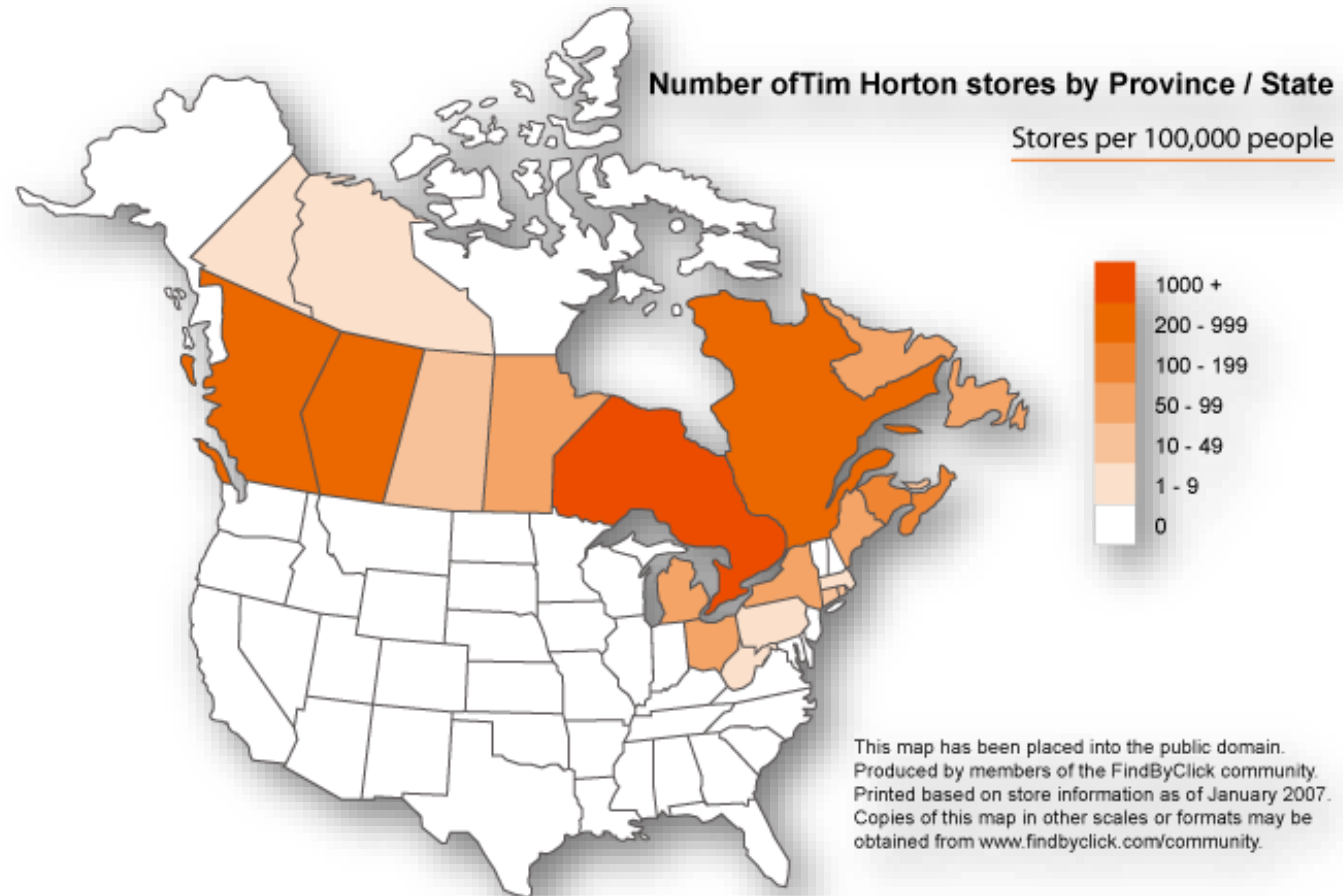 Number ofTim Horton stores by Province / State
Stores per 100,000 people
1000 +
200 - 999
100 - 199
50 - 99
10 - 49
1 - 9
0
This map has been placed into the public domain.
Produced by members of the FindByClick community.
Printed based on store information as of January 2007.
Copies of this map in other scales or formats may be
obtained from www.findbyclick.com/community.